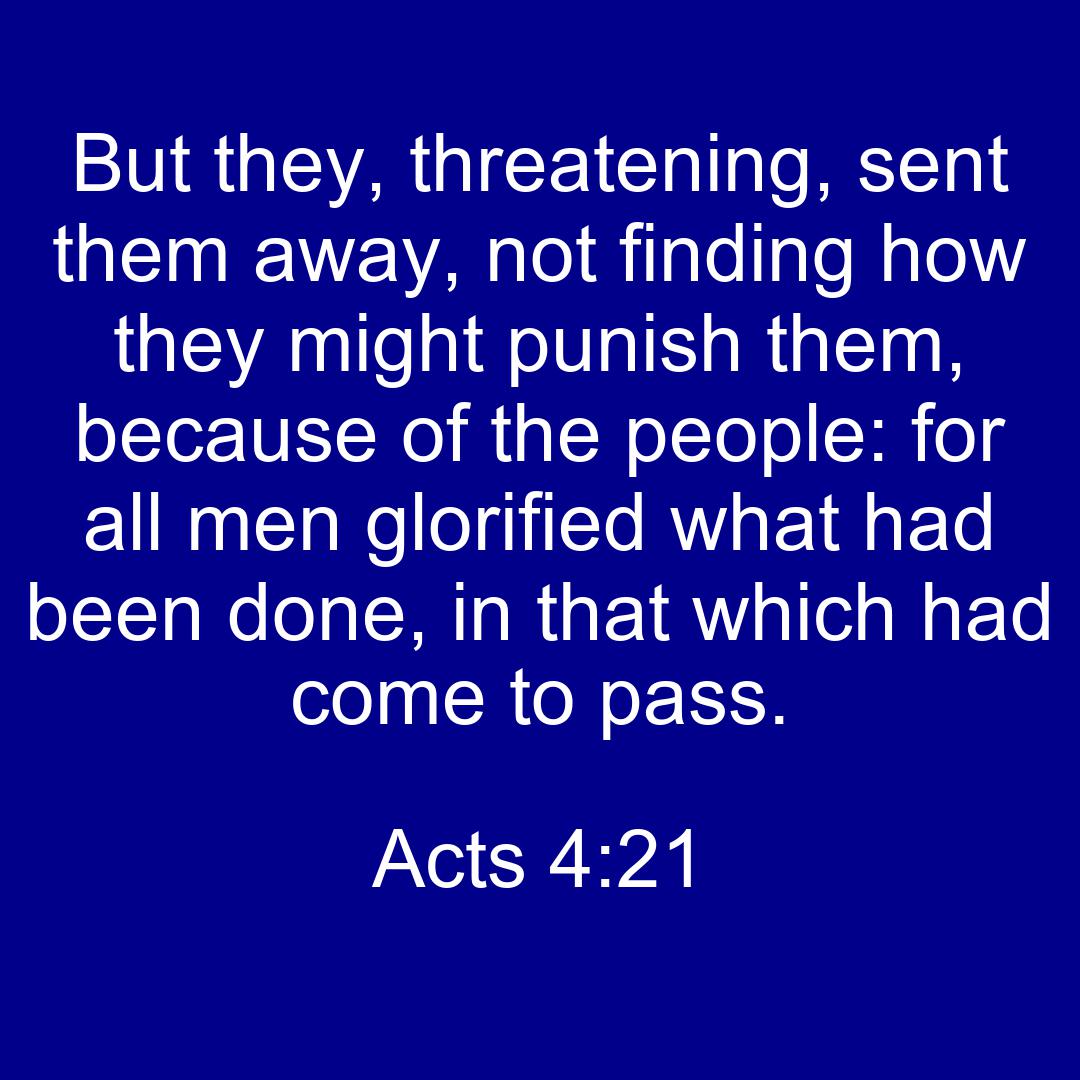 But they, threatening, sent
them away, not finding how
they might punish them,
because of the people: for
all men glorified what had
been done, in that which had
come to pass.
Acts 4:21